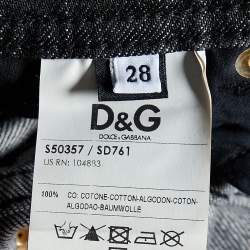 28
D&G
DOLCE & GABBANA
S50357 / SD761
US RN: 104883
100% CO: COTONE-COTTON-ALGODON-COTON-
ALGODAO-BAUMWOLLE